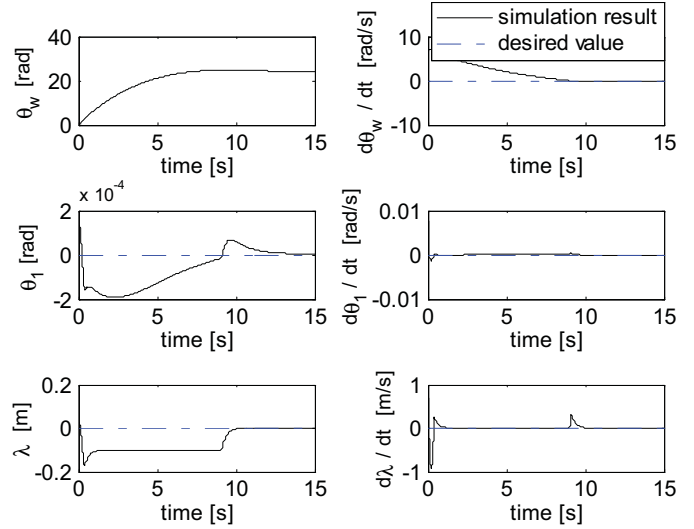 simulation result
desired value
40
20
0
θw [rad]
0 5 10 15
time [s]
10
0
-10
dθw / dt [rad/s]
0 5 10 15
time [s]
x 10-4
2
0
-2
θ1 [rad]
0 5 10 15
time [s]
0.01
0
-0.01
dθ1 / dt [rad/s]
0 5 10 15
time [s]
0.2
0
-0.2
λ [m]
0 5 10 15
time [s]
1
0
-1
dλ / dt [m/s]
0 5 10 15
time [s]